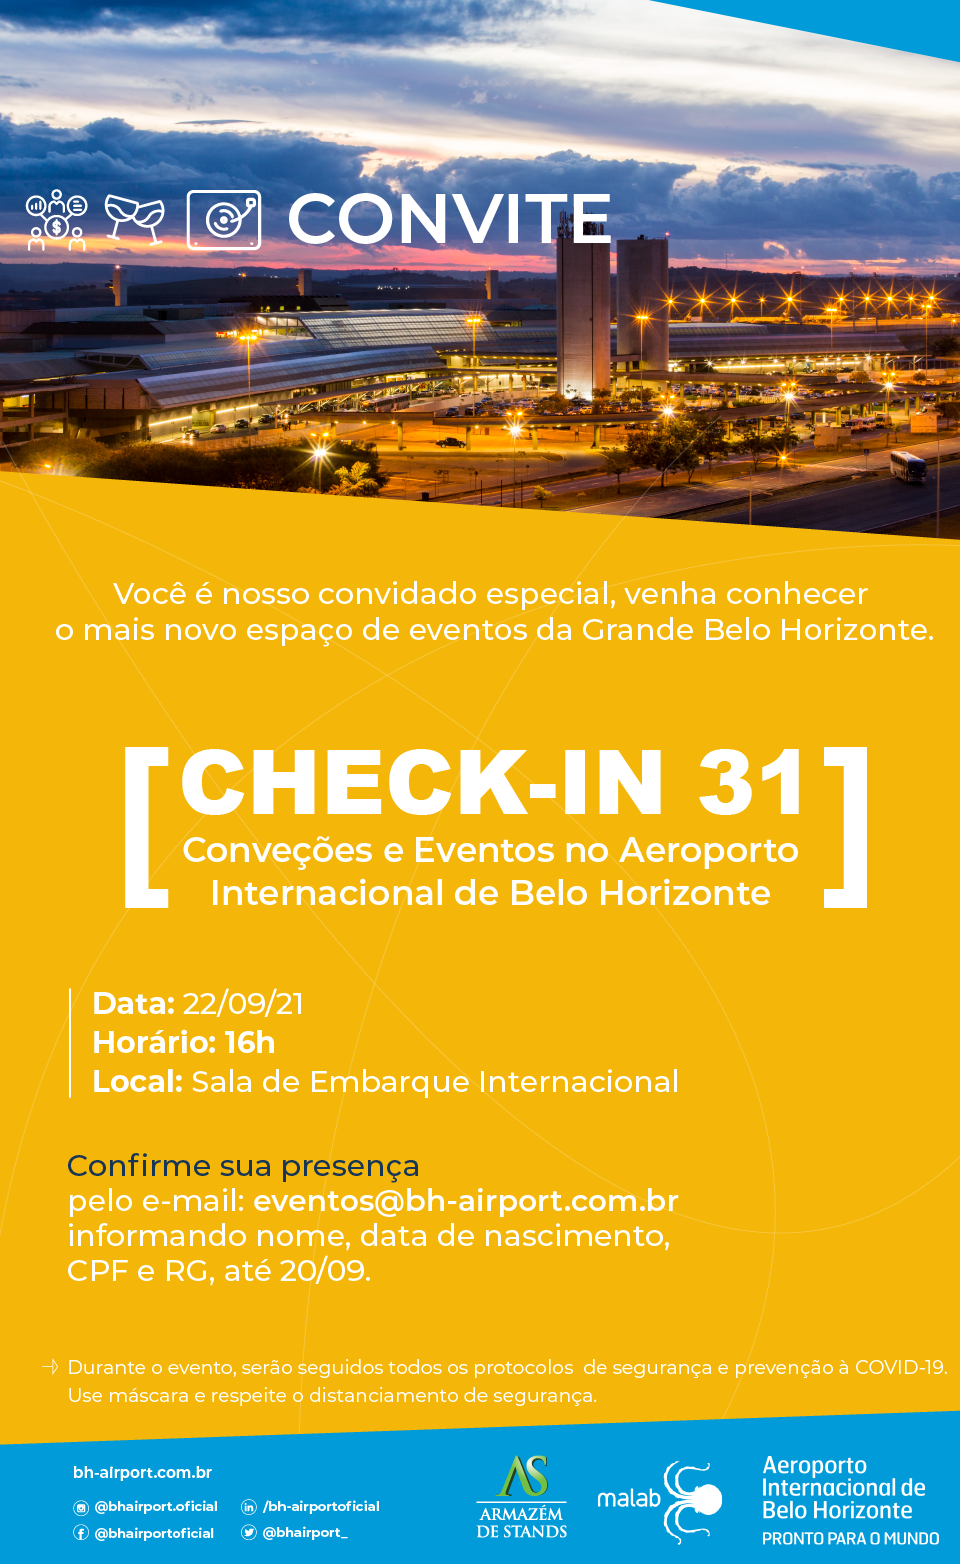 CONVITE
Você é nosso convidado especial, venha conhecer
o mais novo espaço de eventos da Grande Belo Horizonte.
[CHECK-IN 31]
Conveções e Eventos no Aeroporto
Internacional de Belo Horizonte
Data: 22/09/21
Horário: 16h
Local: Sala de Embarque Internacional
Confirme sua presença
pelo e-mail: eventos@bh-airport.com.br
informando nome, data de nascimento,
CPF e RG, até 20/09.
Durante o evento, serão seguidos todos os protocolos de segurança e prevenção à COVID-19.
Use máscara e respeite o distanciamento de segurança.
bh-airport.com.br
@bhairport.oficial
/bh-airportoficial
@bhairportoficial
@bhairport_
AS
ARMAZÉM
DE STANDS
malab
Aeroporto
Internacional de
Belo Horizonte
PRONTO PARA O MUNDO